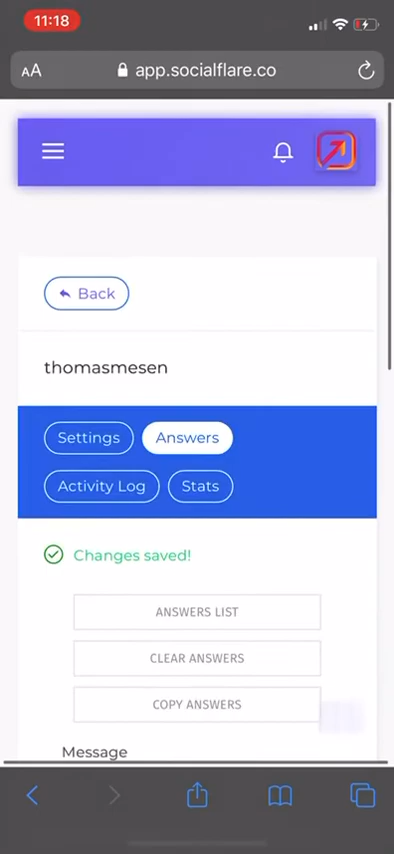 11:18
AA app.socialflare.co
Back
thomasmesen
Settings Answers
Activity Log Stats
Changes saved!
ANSWERS LIST
CLEAR ANSWERS
COPY ANSWERS
Message